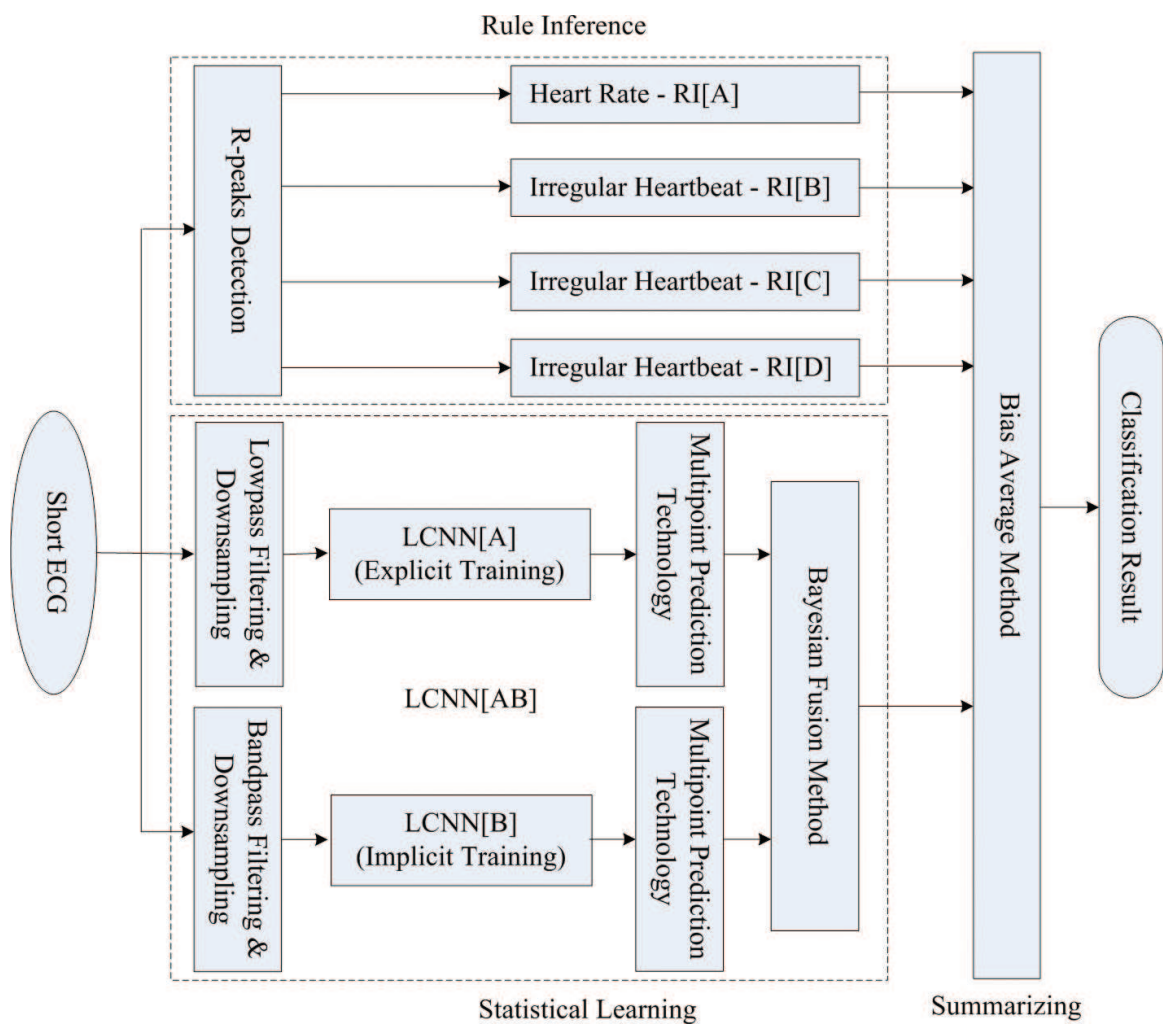 Rule Inference
R-peaks Detection
Heart Rate - RI[A]
Irregular Heartbeat - RI[B]
Irregular Heartbeat - RI[C]
Irregular Heartbeat - RI[D]
Short ECG
Lowpass Filtering &
Downsampling
LCNN[A]
(Explicit Training)
Multipoint Prediction
Technology
LCNN[AB]
Bandpass Filtering &
Downsampling
LCNN[B]
(Implicit Training)
Multipoint Prediction
Technology
Bayesian Fusion Method
Bias Average Method
Classification Result
Statistical Learning
Summarizing